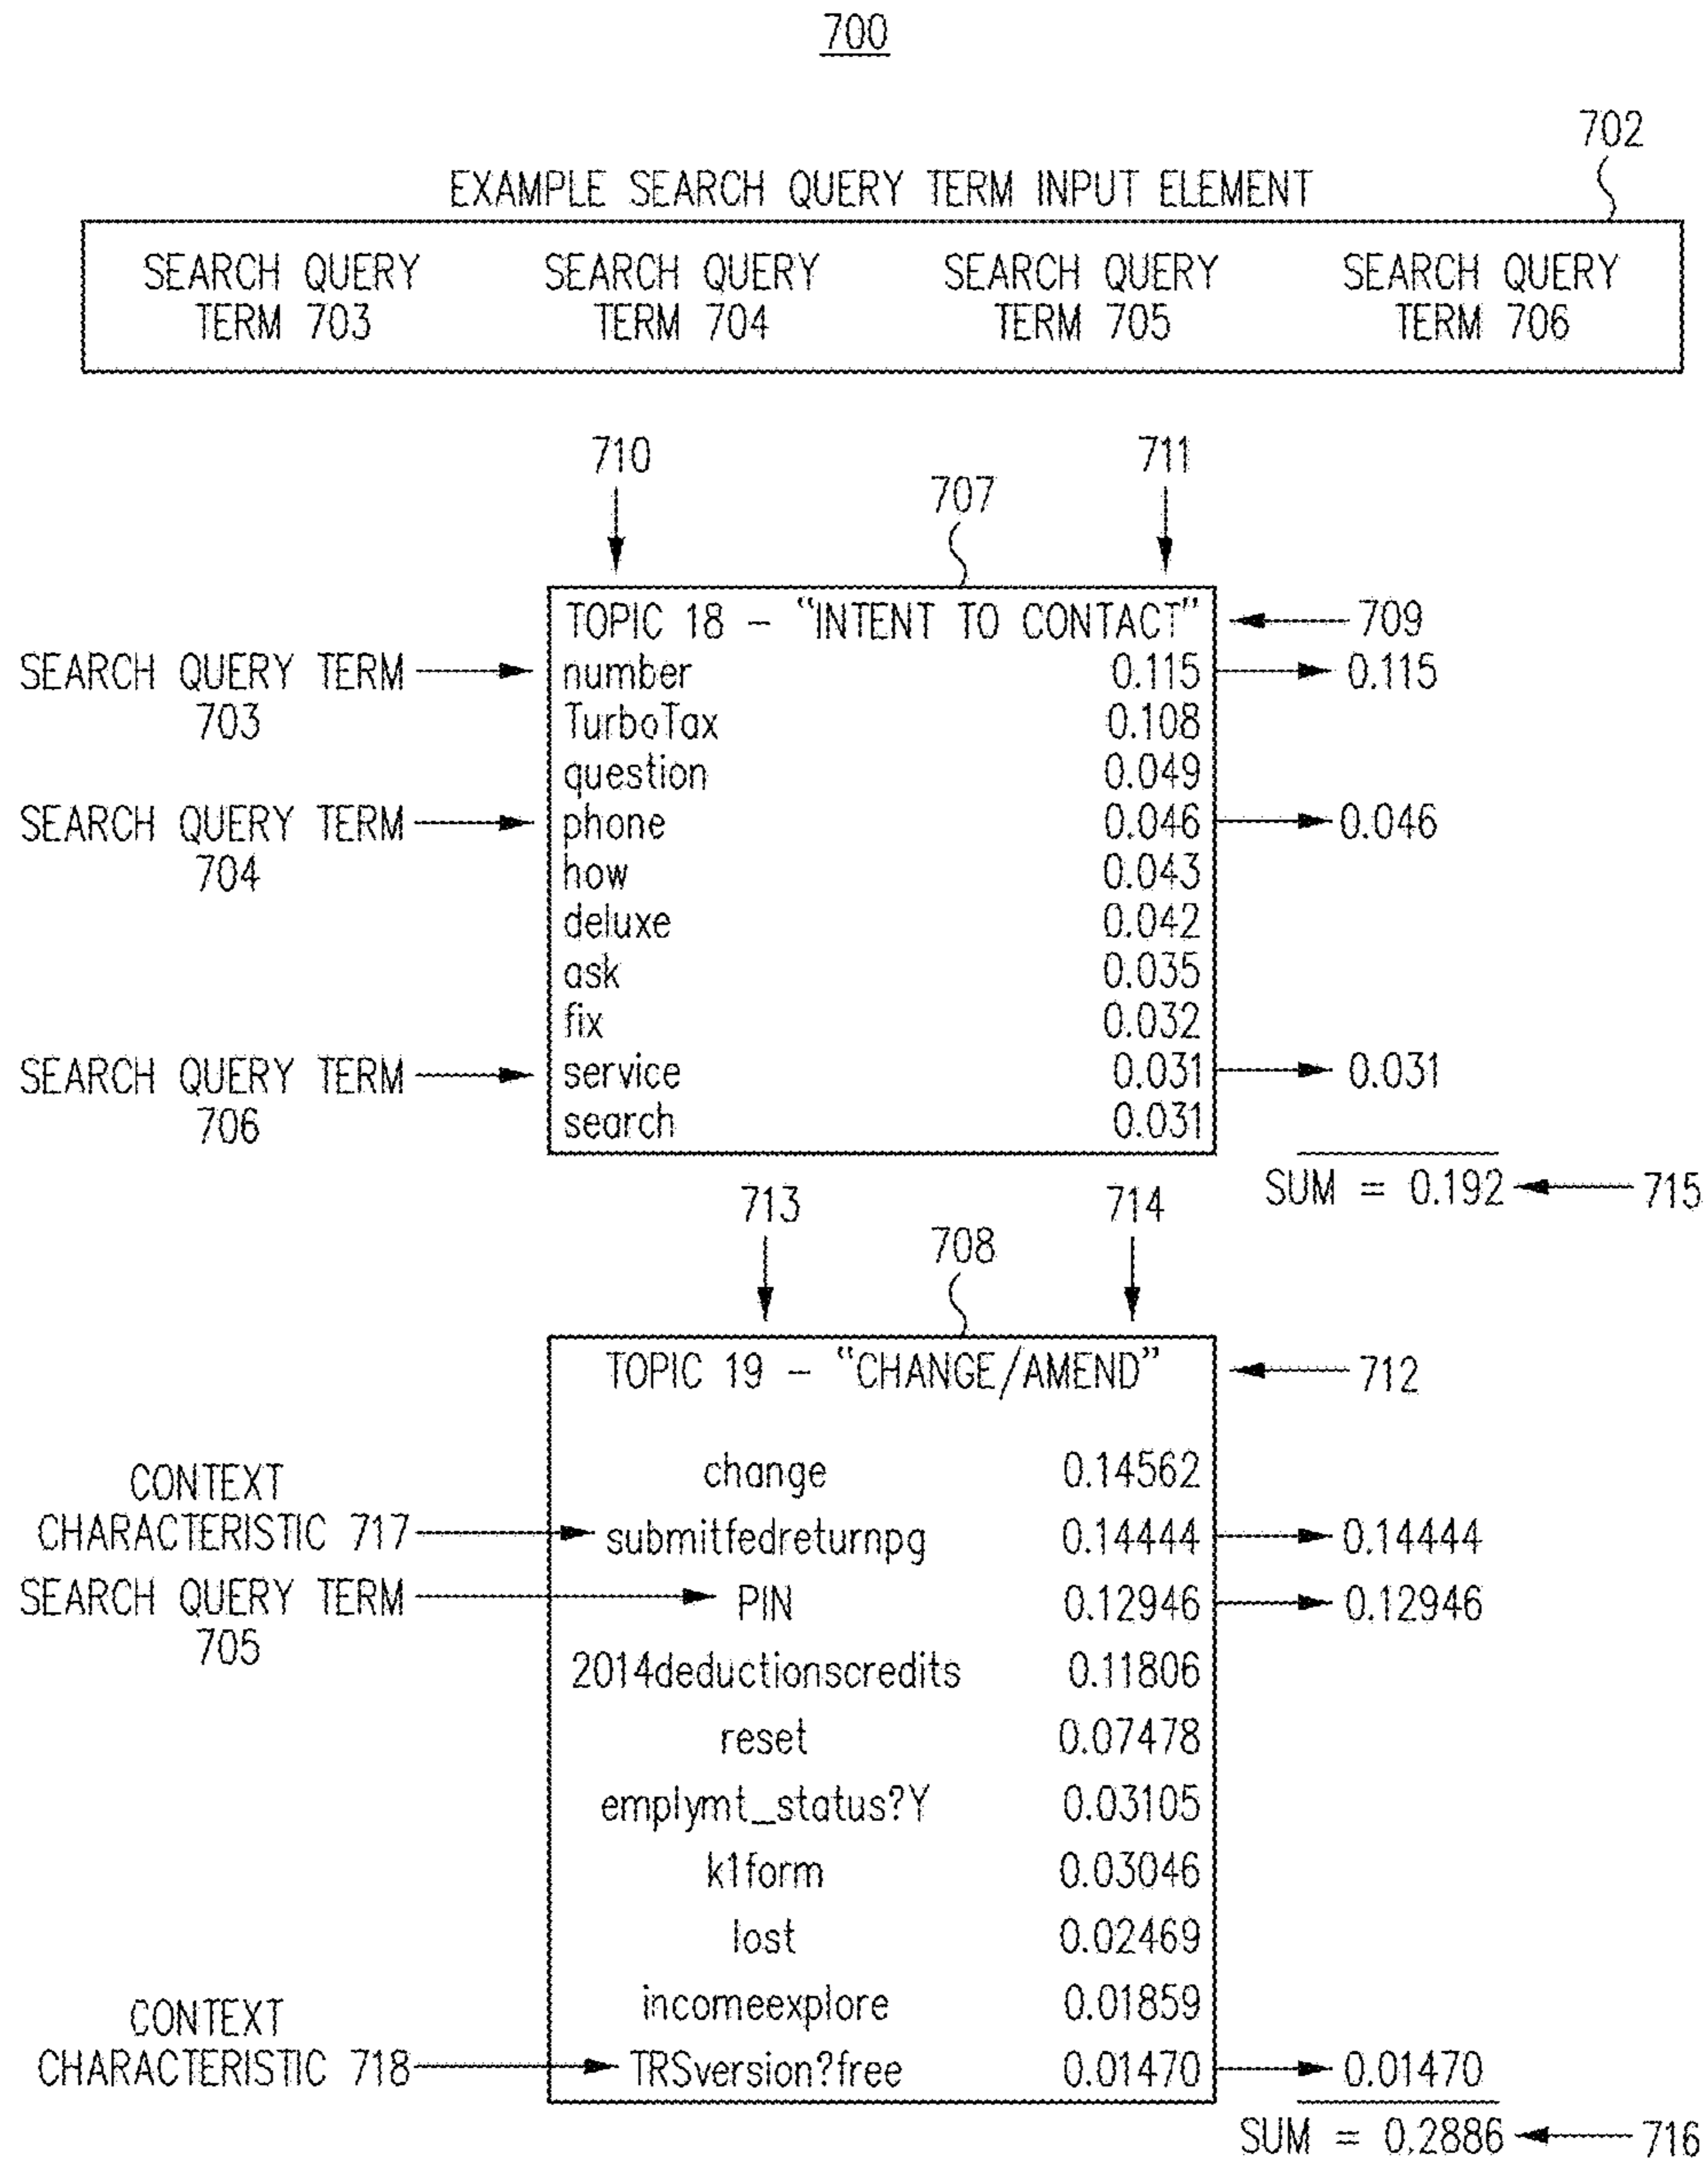 700
702
EXAMPLE SEARCH QUERY TERM INPUT ELEMENT
SEARCH QUERY TERM 703
SEARCH QUERY TERM 704
SEARCH QUERY TERM 705
SEARCH QUERY TERM 706
710
711
707
TOPIC 18 – “INTENT TO CONTACT”
709
SEARCH QUERY TERM 703
number 0.115 0.115
TurboTax 0.108
question 0.049
SEARCH QUERY TERM 704
phone 0.046 0.046
how 0.043
deluxe 0.042
ask 0.035
fix 0.032
SEARCH QUERY TERM 706
service 0.031 0.031
search 0.031
SUM = 0.192
715
713
714
708
TOPIC 19 – “CHANGE/AMEND”
712
change 0.14562
CONTEXT
CHARACTERISTIC 717
submitfedreturnpg 0.14444 0.14444
SEARCH QUERY TERM 705
PIN 0.12946 0.12946
2014deductionscredits 0.11806
reset 0.07478
emplymt_status?Y 0.03105
k1form 0.03046
lost 0.02469
incomeexplore 0.01859
CONTEXT
CHARACTERISTIC 718
TRSversion?free 0.01470 0.01470
SUM = 0.2886
716